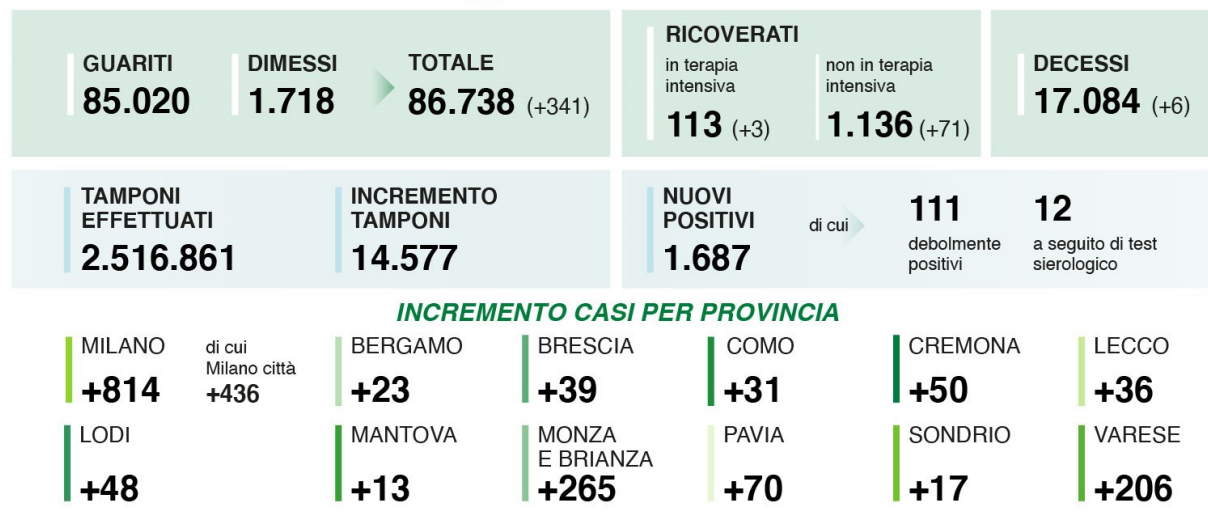 GUARITI
85.020
DIMESSI
1.718
TOTALE
86.738 (+341)
RICOVERATI
in terapia
intensiva
113 (+3)
non in terapia
intensiva
1.136 (+71)
DECESSI
17.084 (+6)
TAMPONI
EFFETTUATI
2.516.861
INCREMENTO
TAMPONI
14.577
NUOVI
POSITIVI
1.687
di cui
111
debolmente
positivi
12
a seguito di test
sierologico
INCREMENTO CASI PER PROVINCIA
MILANO
+814
di cui
Milano città
+436
BERGAMO
+23
BRESCIA
+39
COMO
+31
CREMONA
+50
LECCO
+36
LODI
+48
MANTOVA
+13
MONZA
E BRIANZA
+265
PAVIA
+70
SONDRIO
+17
VARESE
+206